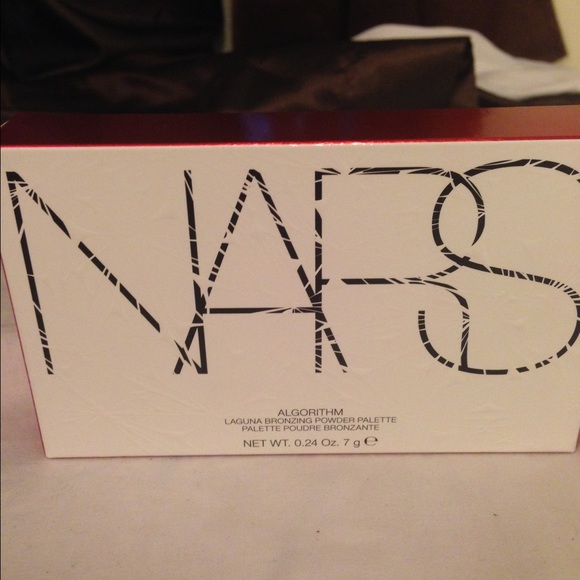 NARS
ALGORITHM
LAGUNA BRONZING POWDER PALETTE
PALETTE POUDRE BRONZANTE
NET WT. 0.24 Oz. 7 g ℮